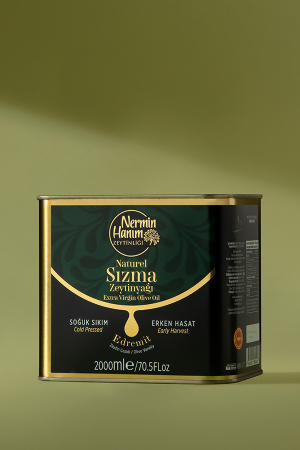 Nermin
Hanım
ZEYTİNLİĞİ
Naturel
Sızma
Zeytinyağı
Extra Virgin Olive Oil
SOĞUK SIKIM
Cold Pressed
ERKEN HASAT
Early Harvest
Edremit
2000ml℮/70.5FLoz